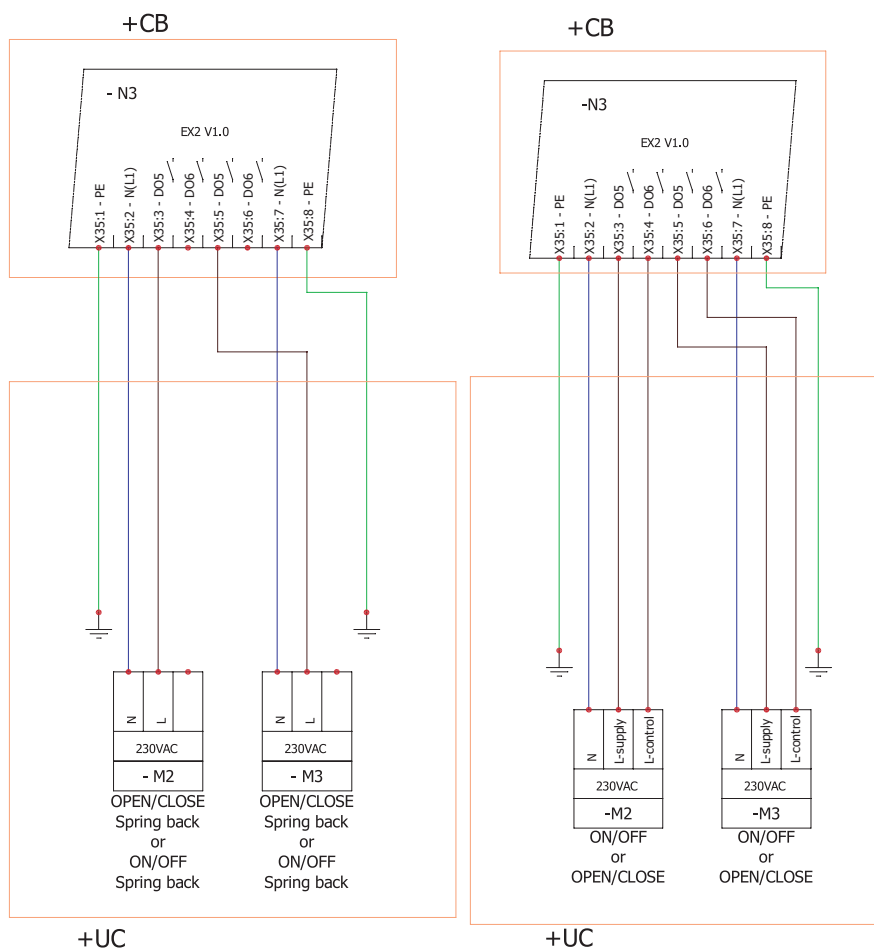 +CB
- N3
EX2 V1.0
X35:1 - PE
X35:2 - N(L1)
X35:3 - DO5
X35:4 - DO6
X35:5 - DO5
X35:6 - DO6
X35:7 - N(L1)
X35:8 - PE
N
L
230VAC
- M2
OPEN/CLOSE
Spring back
or
ON/OFF
Spring back
N
L
230VAC
- M3
OPEN/CLOSE
Spring back
or
ON/OFF
Spring back
+UC
+CB
-N3
EX2 V1.0
X35:1 - PE
X35:2 - N(L1)
X35:3 - DO5
X35:4 - DO6
X35:5 - DO5
X35:6 - DO6
X35:7 - N(L1)
X35:8 - PE
N
L-supply
L-control
230VAC
-M2
ON/OFF
or
OPEN/CLOSE
N
L-supply
L-control
230VAC
-M3
ON/OFF
or
OPEN/CLOSE
+UC